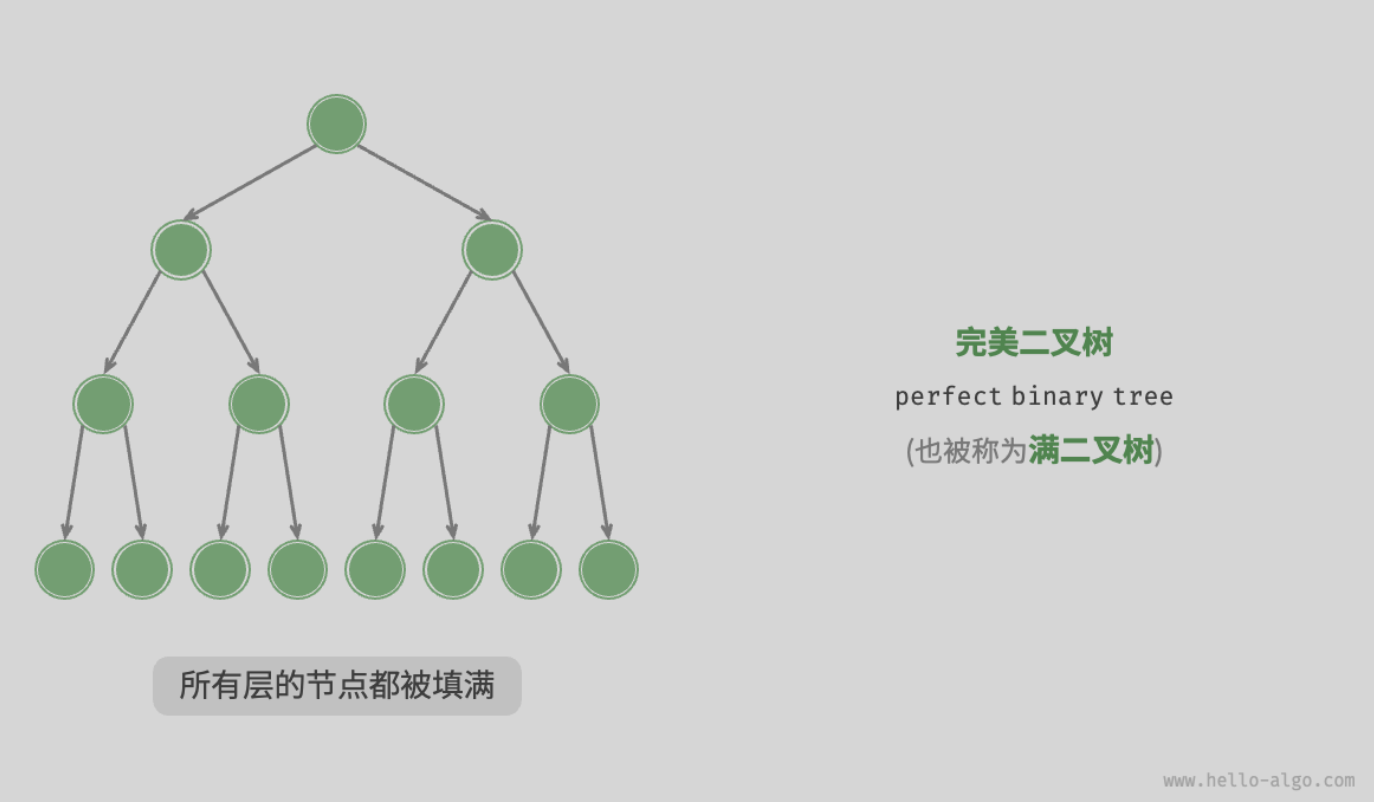 完美二叉树
perfect binary tree
(也被称为满二叉树)
所有层的节点都被填满
www.hello-algo.com